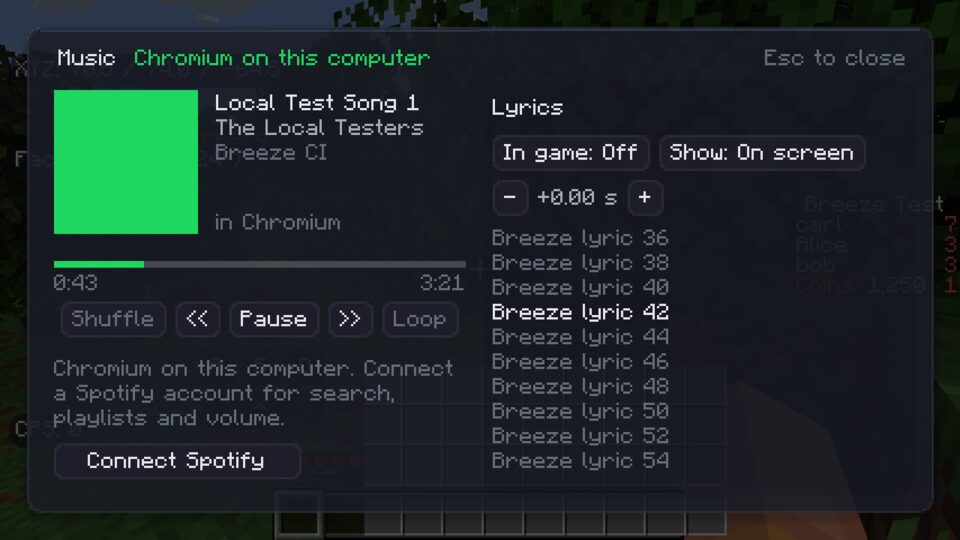 Music Chromium on this computer
Esc to close
Local Test Song 1
The Local Testers
Breeze CI
in Chromium
0:43
3:21
Shuffle << Pause >> Loop
Chromium on this computer. Connect
a Spotify account for search,
playlists and volume.
Connect Spotify
Lyrics
In game: Off
Show: On screen
- +0.00 s +
Breeze lyric 36
Breeze lyric 38
Breeze lyric 40
Breeze lyric 42
Breeze lyric 44
Breeze lyric 46
Breeze lyric 48
Breeze lyric 50
Breeze lyric 52
Breeze lyric 54
Breeze Test
carl 7
Alice 3
bob 3
Coins: 1,250 1